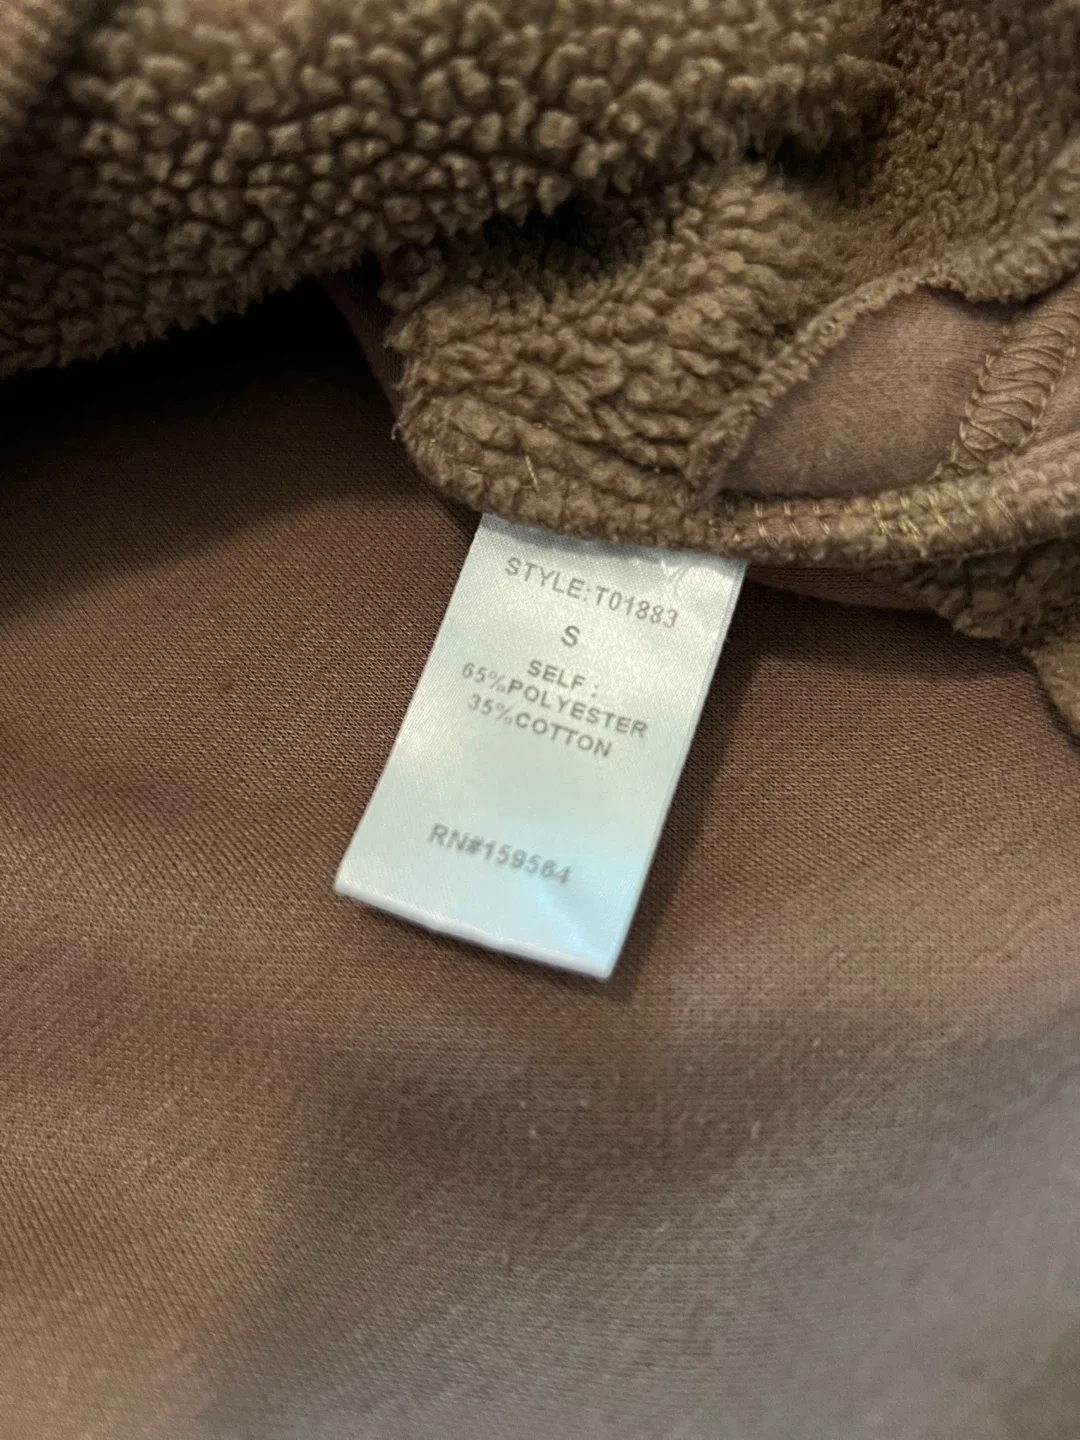 STYLE:T01883
S
SELF :
65%POLYESTER
35%COTTON
RN#159564